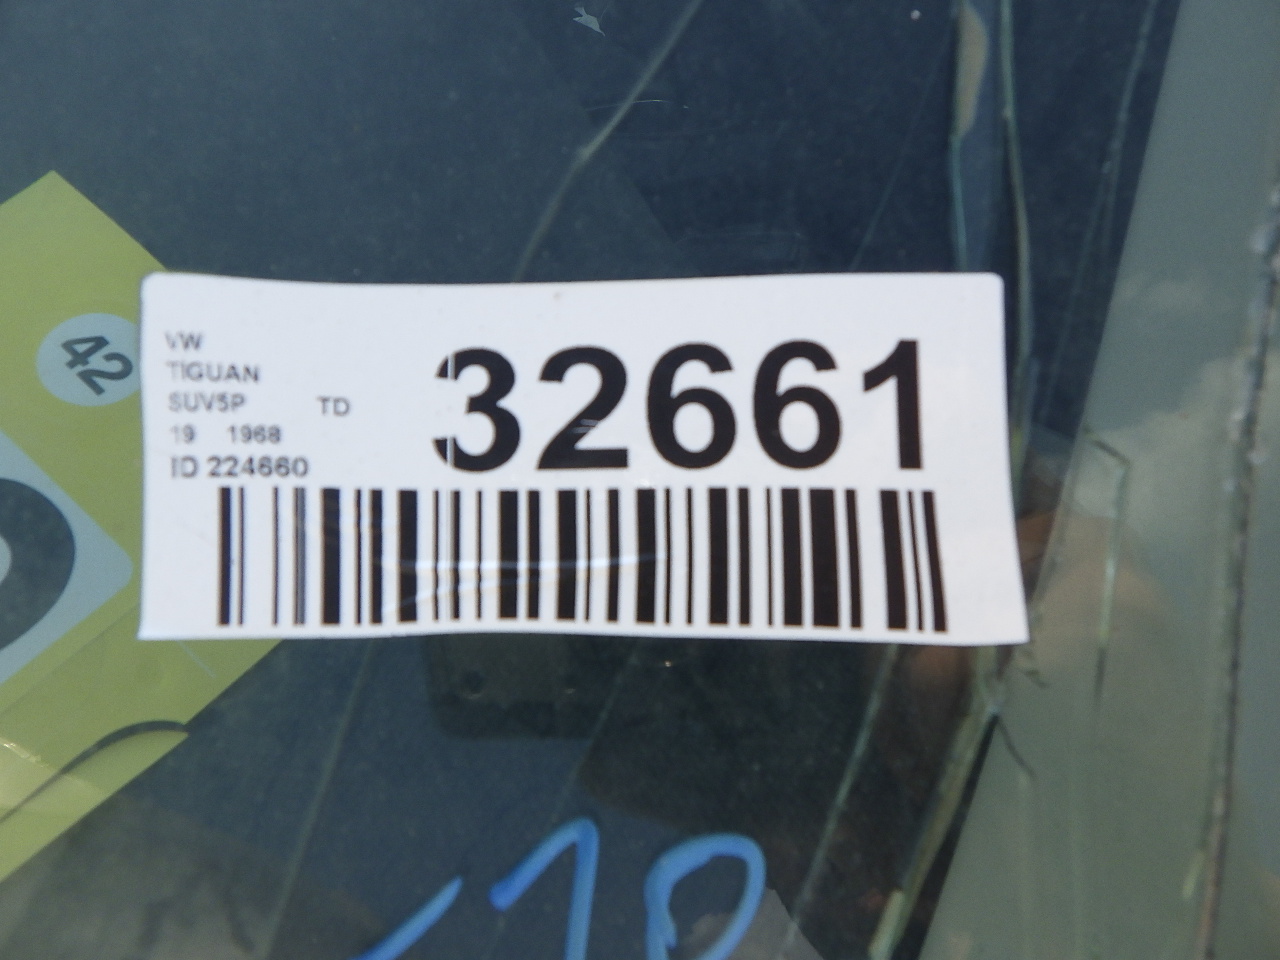 42
VW
TIGUAN
SUV5P TD
19 1968
ID 224660
32661